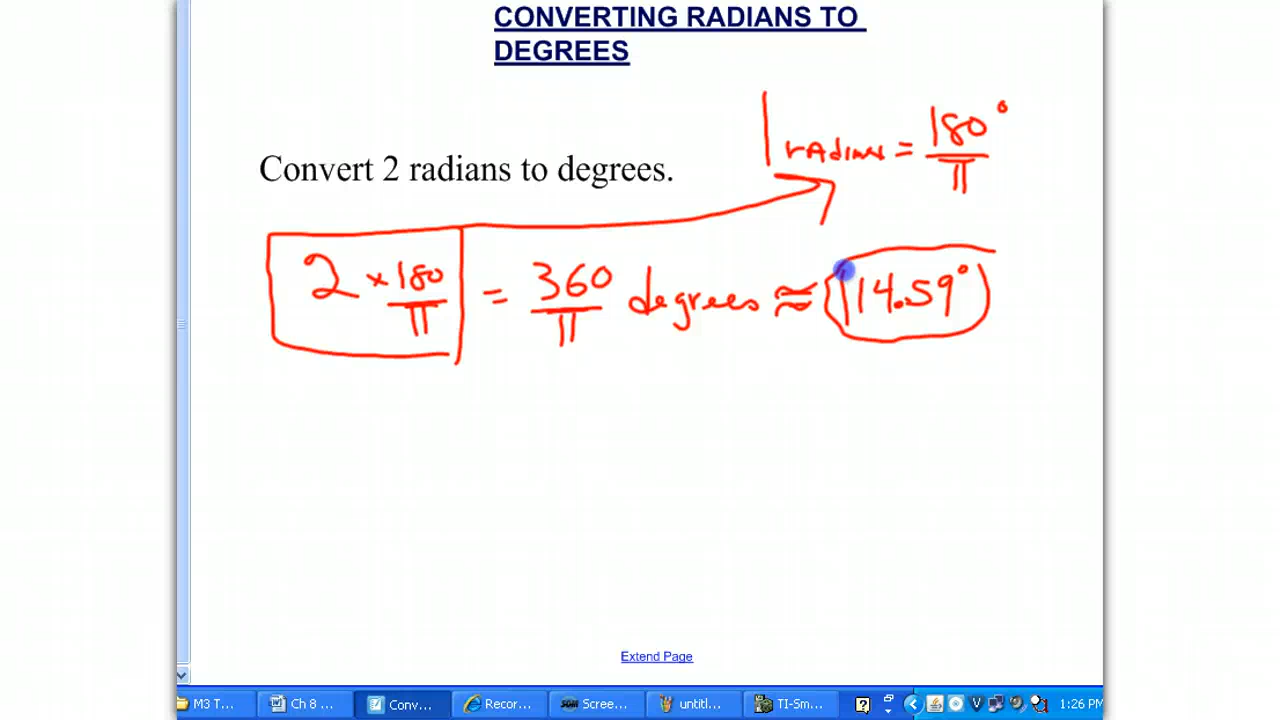 CONVERTING RADIANS TO
DEGREES
1 radian = 180° / π
Convert 2 radians to degrees.
2 × 180/π = 360/π degrees ≈ 114.59°
Extend Page
M3 T... Ch 8 ... Conv... Recor... Scree... untitl... TI-Sm... 1:26 PM